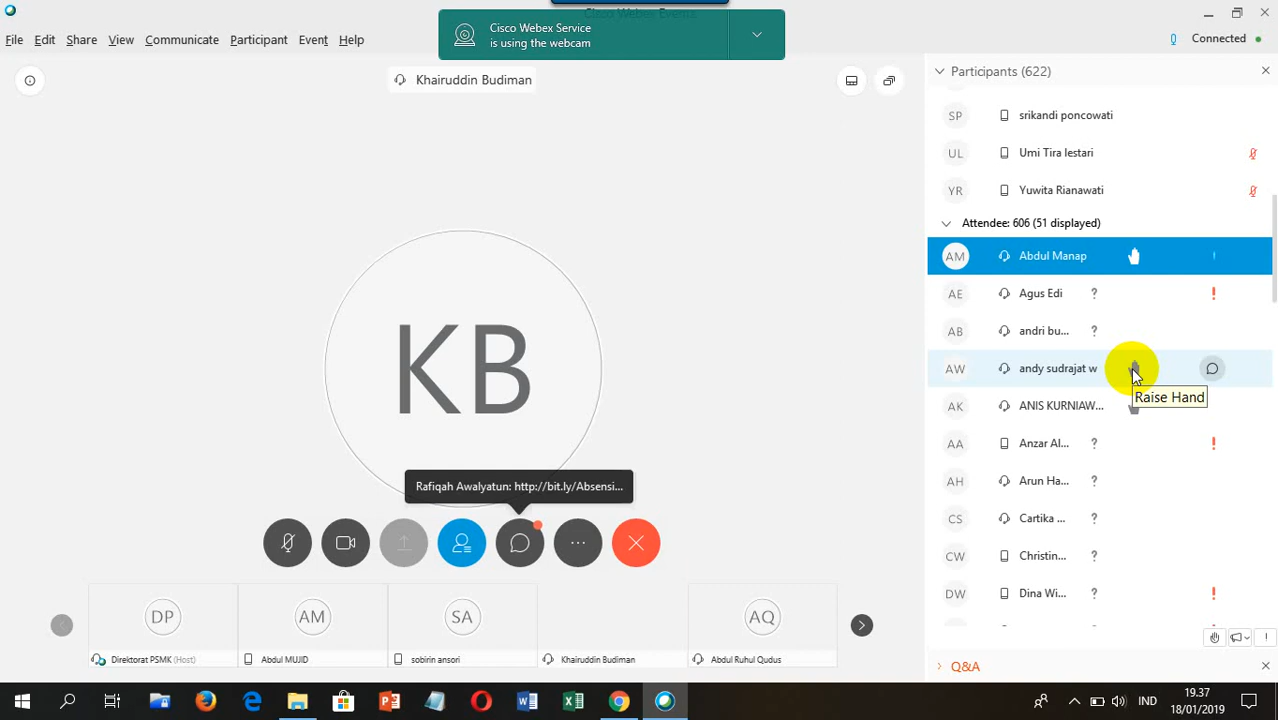 Cisco Webex Events
Cisco Webex Service
is using the webcam
File Edit Share View Communicate Participant Event Help
Connected
Khairuddin Budiman
Participants (622)
SP srikandi poncowati
UL Umi Tira lestari
YR Yuwita Rianawati
Attendee: 606 (51 displayed)
AM Abdul Manap
AE Agus Edi ? !
AB andri bu... ?
AW andy sudrajat w
Raise Hand
AK ANIS KURNIAW...
AA Anzar Al... ? !
AH Arun Ha... ?
CS Cartika ... ?
CW Christin... ?
DW Dina Wi... ? !
KB
Rafiqah Awalyatun: http://bit.ly/Absensi...
DP AM SA AQ
Direktorat PSMK (Host) Abdul MUJID sobirin ansori Khairuddin Budiman Abdul Ruhul Qudus
Q&A
IND
19.37
18/01/2019